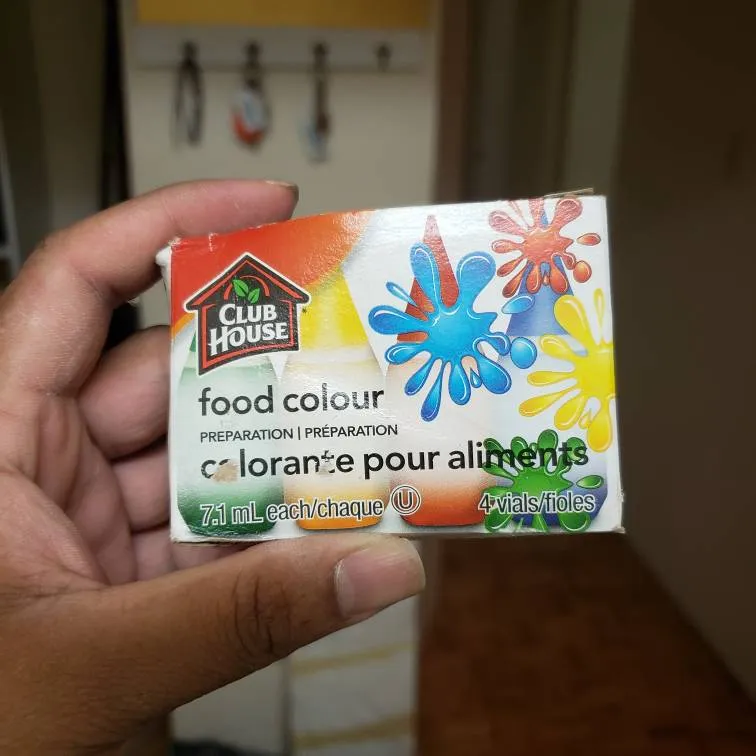 CLUB
HOUSE
food colour
PREPARATION | PRÉPARATION
colorante pour aliments
7.1 mL each/chaque U
4 vials/fioles